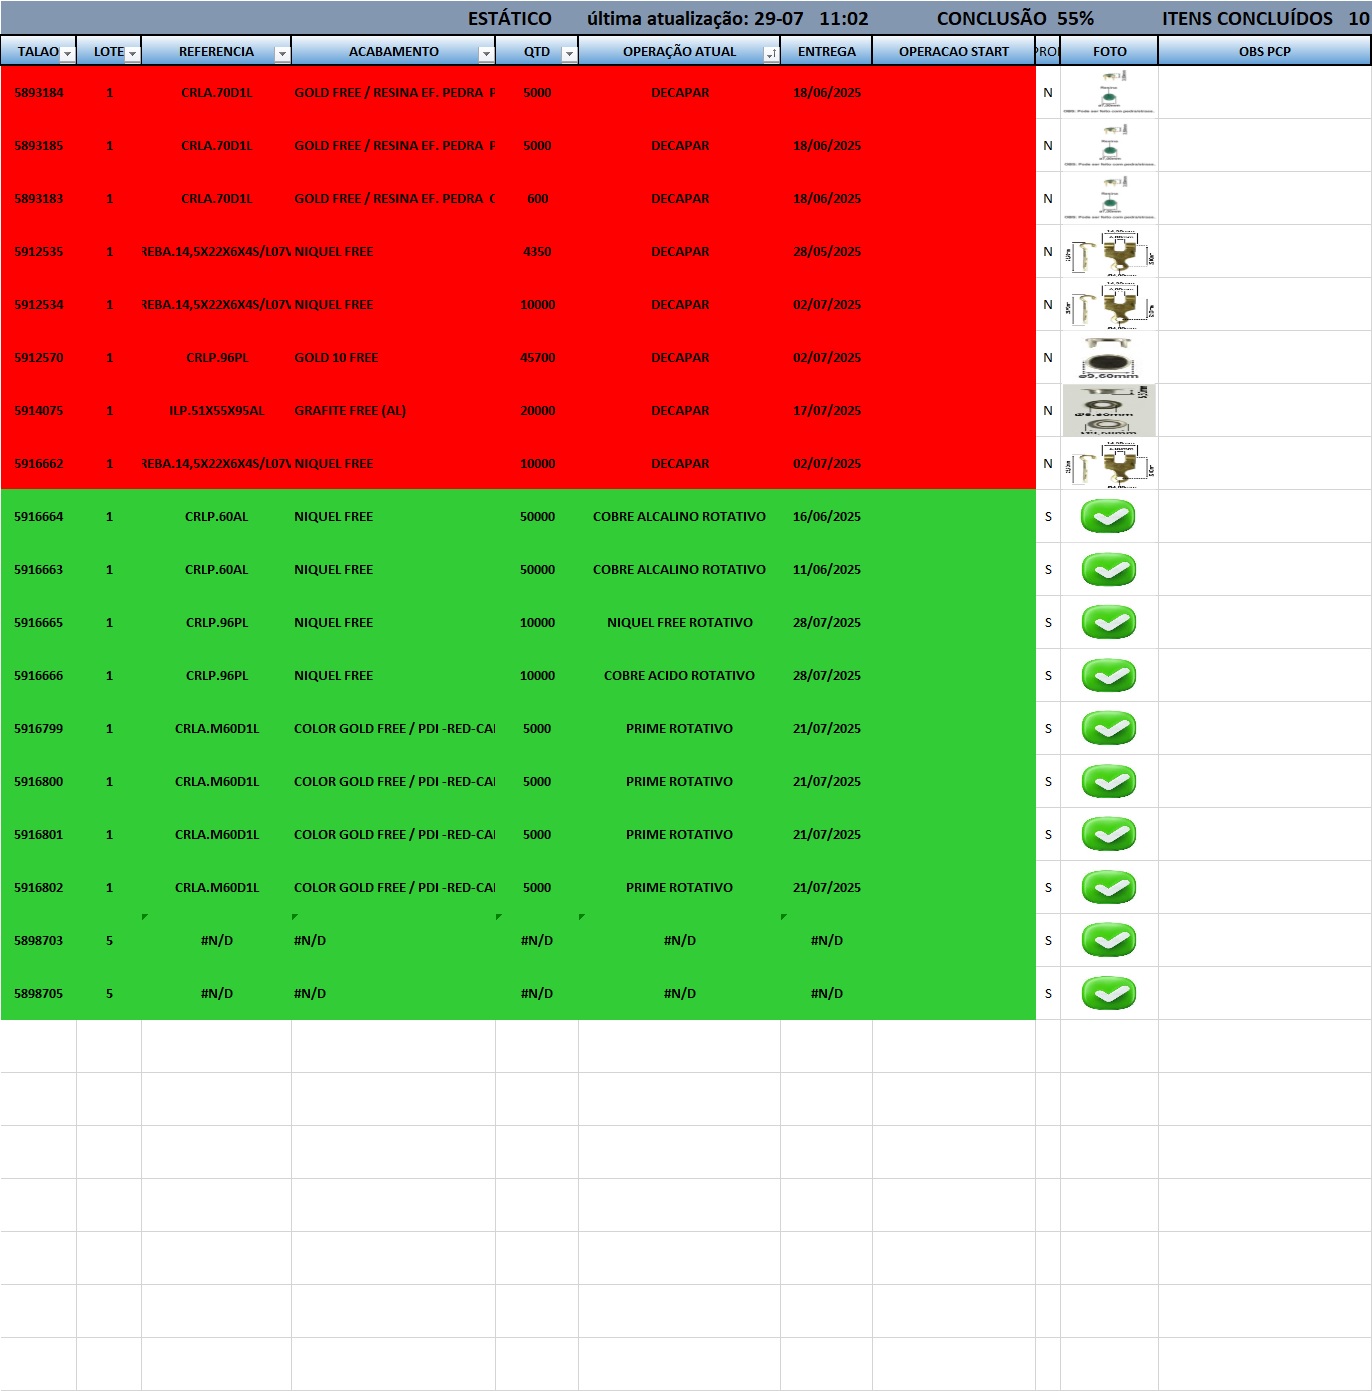 ESTÁTICO última atualização: 29-07 11:02 CONCLUSÃO 55% ITENS CONCLUÍDOS 10
TALAO LOTE REFERENCIA ACABAMENTO QTD OPERAÇÃO ATUAL ENTREGA OPERACAO START PRO FOTO OBS PCP
5893184 1 CRLA.70D1L GOLD FREE / RESINA EF. PEDRA F 5000 DECAPAR 18/06/2025 N
5893185 1 CRLA.70D1L GOLD FREE / RESINA EF. PEDRA F 5000 DECAPAR 18/06/2025 N
5893183 1 CRLA.70D1L GOLD FREE / RESINA EF. PEDRA C 600 DECAPAR 18/06/2025 N
5912535 1 REBA.14,5X22X6X4S/L07V NIQUEL FREE 4350 DECAPAR 28/05/2025 N
5912534 1 REBA.14,5X22X6X4S/L07V NIQUEL FREE 10000 DECAPAR 02/07/2025 N
5912570 1 CRLP.96PL GOLD 10 FREE 45700 DECAPAR 02/07/2025 N ø9,60mm
5914075 1 ILP.51X55X95AL GRAFITE FREE (AL) 20000 DECAPAR 17/07/2025 N
5916662 1 REBA.14,5X22X6X4S/L07V NIQUEL FREE 10000 DECAPAR 02/07/2025 N
5916664 1 CRLP.60AL NIQUEL FREE 50000 COBRE ALCALINO ROTATIVO 16/06/2025 S
5916663 1 CRLP.60AL NIQUEL FREE 50000 COBRE ALCALINO ROTATIVO 11/06/2025 S
5916665 1 CRLP.96PL NIQUEL FREE 10000 NIQUEL FREE ROTATIVO 28/07/2025 S
5916666 1 CRLP.96PL NIQUEL FREE 10000 COBRE ACIDO ROTATIVO 28/07/2025 S
5916799 1 CRLA.M60D1L COLOR GOLD FREE / PDI -RED-CAI 5000 PRIME ROTATIVO 21/07/2025 S
5916800 1 CRLA.M60D1L COLOR GOLD FREE / PDI -RED-CAI 5000 PRIME ROTATIVO 21/07/2025 S
5916801 1 CRLA.M60D1L COLOR GOLD FREE / PDI -RED-CAI 5000 PRIME ROTATIVO 21/07/2025 S
5916802 1 CRLA.M60D1L COLOR GOLD FREE / PDI -RED-CAI 5000 PRIME ROTATIVO 21/07/2025 S
5898703 5 #N/D #N/D #N/D #N/D #N/D S
5898705 5 #N/D #N/D #N/D #N/D #N/D S